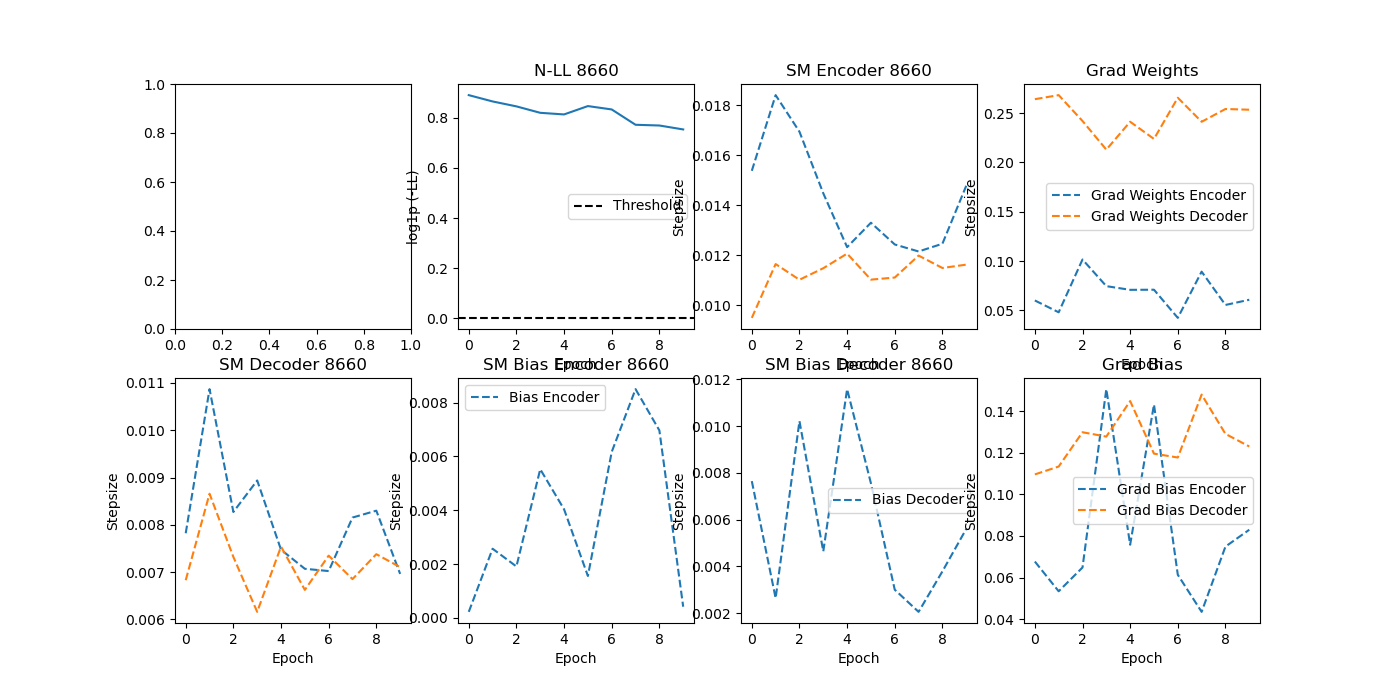 N-LL 8660
SM Encoder 8660
Grad Weights
1.0
0.8
0.6
0.4
0.2
0.0
0.0 0.2 0.4 0.6 0.8 1.0
log1p (-LL)
0.8
0.6
0.4
0.2
0.0
Threshold
0 2 4 6 8
Epoch
Stepsize
0.018
0.016
0.014
0.012
0.010
0 2 4 6 8
Epoch
Stepsize
0.25
0.20
0.15
0.10
0.05
Grad Weights Encoder
Grad Weights Decoder
0 2 4 6 8
Epoch
SM Decoder 8660
SM Bias Encoder 8660
SM Bias Decoder 8660
Grad Bias
Stepsize
0.011
0.010
0.009
0.008
0.007
0.006
0 2 4 6 8
Epoch
Stepsize
0.008
0.006
0.004
0.002
0.000
Bias Encoder
0 2 4 6 8
Epoch
Stepsize
0.012
0.010
0.008
0.006
0.004
0.002
Bias Decoder
0 2 4 6 8
Epoch
Stepsize
0.14
0.12
0.10
0.08
0.06
0.04
Grad Bias Encoder
Grad Bias Decoder
0 2 4 6 8
Epoch